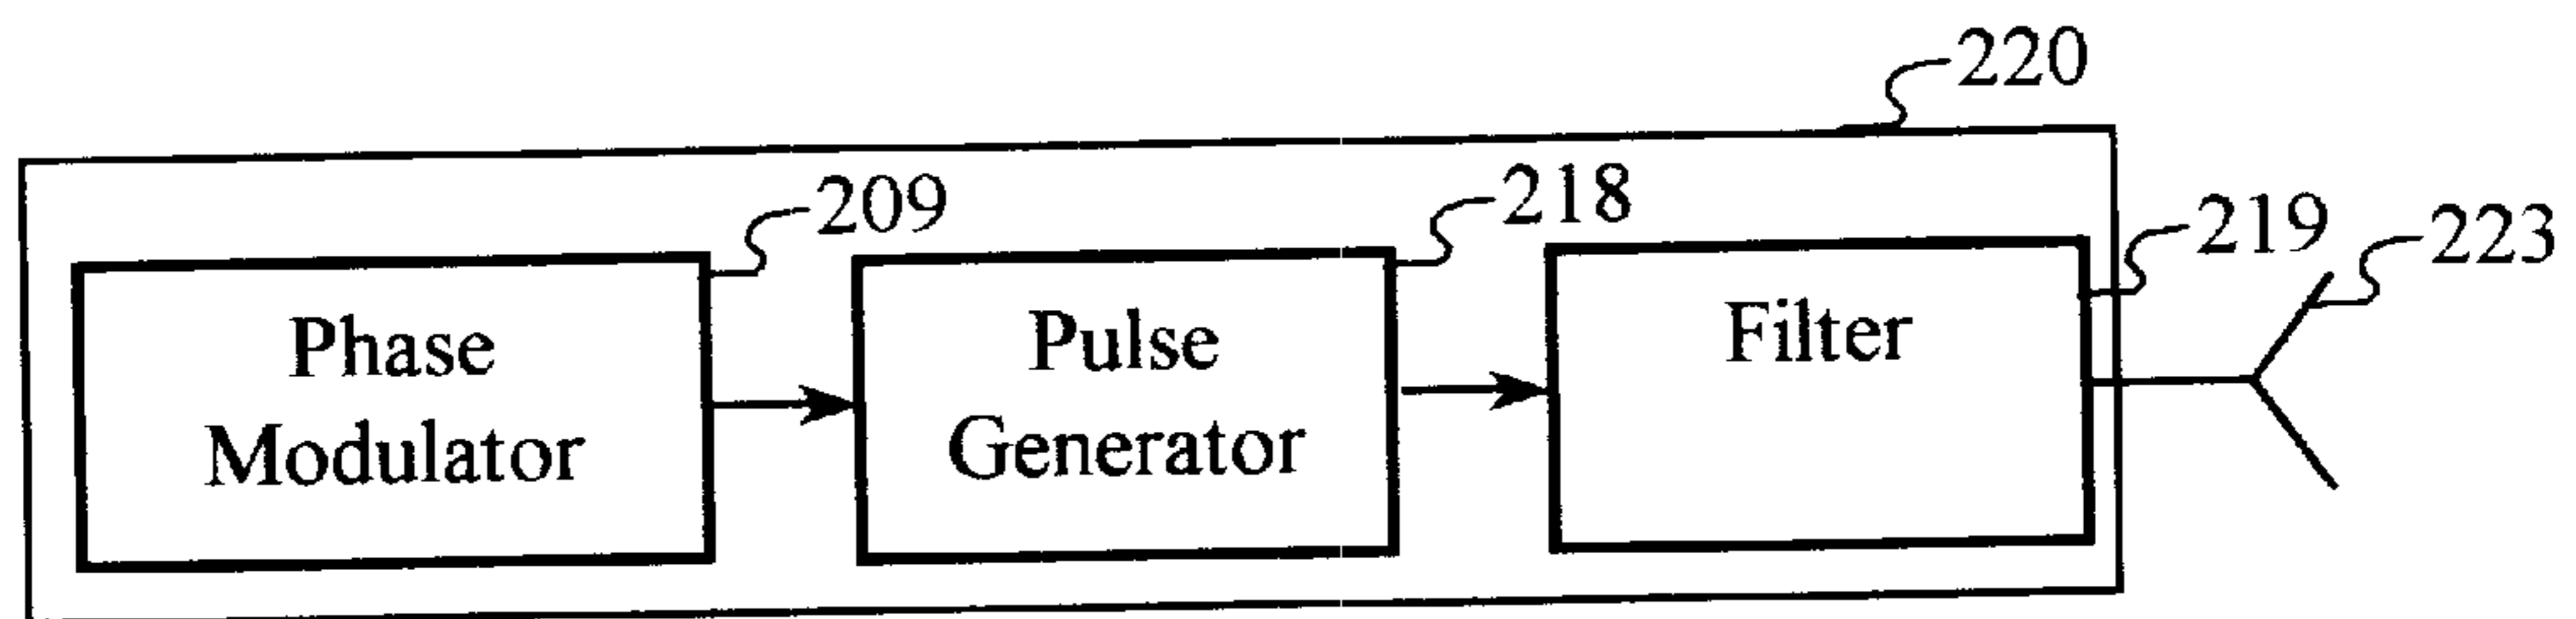 220
209
218
219
223
Phase
Modulator
Pulse
Generator
Filter